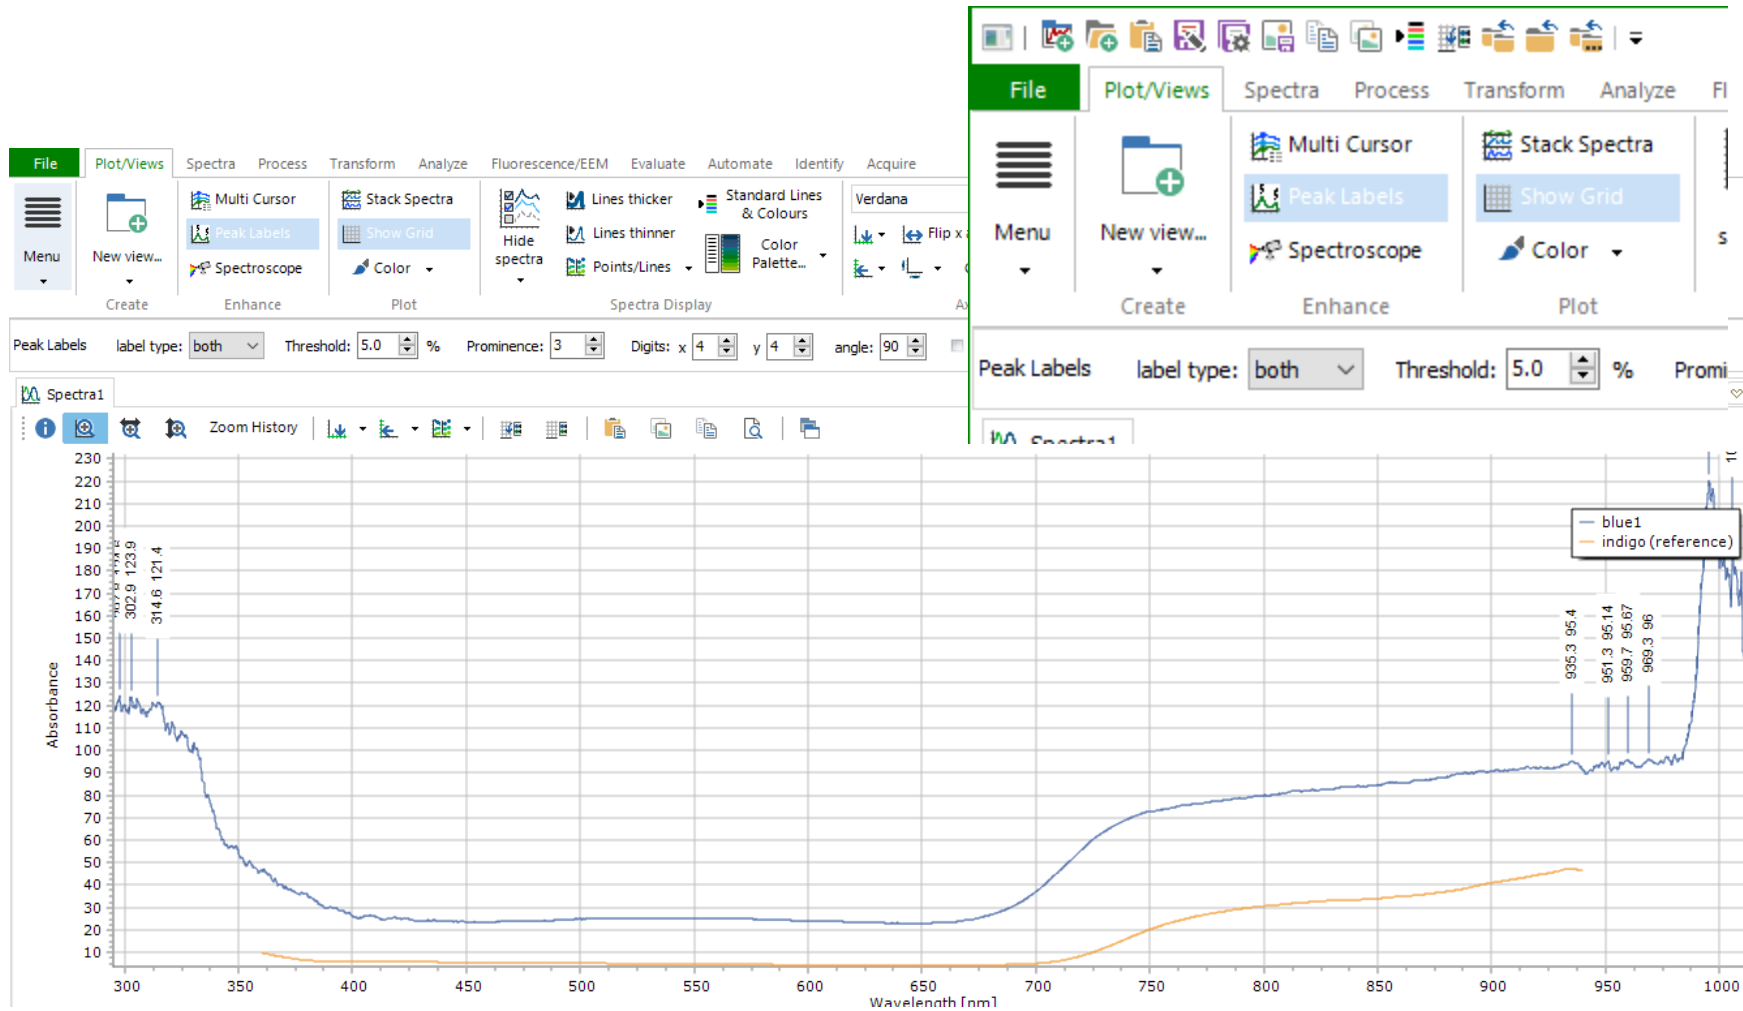 File Plot/Views Spectra Process Transform Analyze
Multi Cursor Stack Spectra
Peak Labels Show Grid
Menu New view...
Spectroscope Color
Create Enhance Plot
Peak Labels label type: both Threshold: 5.0 %
Spectra1
File Plot/Views Spectra Process Transform Analyze Fluorescence/EEM Evaluate Automate Identify Acquire
Multi Cursor Stack Spectra Lines thicker Standard Lines Verdana
& Colours
Peak Labels Show Grid Hide Lines thinner Flip x
Menu New view... spectra Color
Spectroscope Color Points/Lines Palette...
Create Enhance Plot Spectra Display
Peak Labels label type: both Threshold: 5.0 % Prominence: 3 Digits: x 4 y 4 angle: 90
Spectra1
Zoom History
230
220
210
200
190
180
170
160
150
140
130
120
110
100
90
80
70
60
50
40
30
20
10
Absorbance
302.9 123.9
314.6 121.4
935.3 95.4
951.3 95.14
959.7 95.67
969.3 96
blue1
indigo (reference)
300 350 400 450 500 550 600 650 700 750 800 850 900 950 1000
Wavelength [nm]